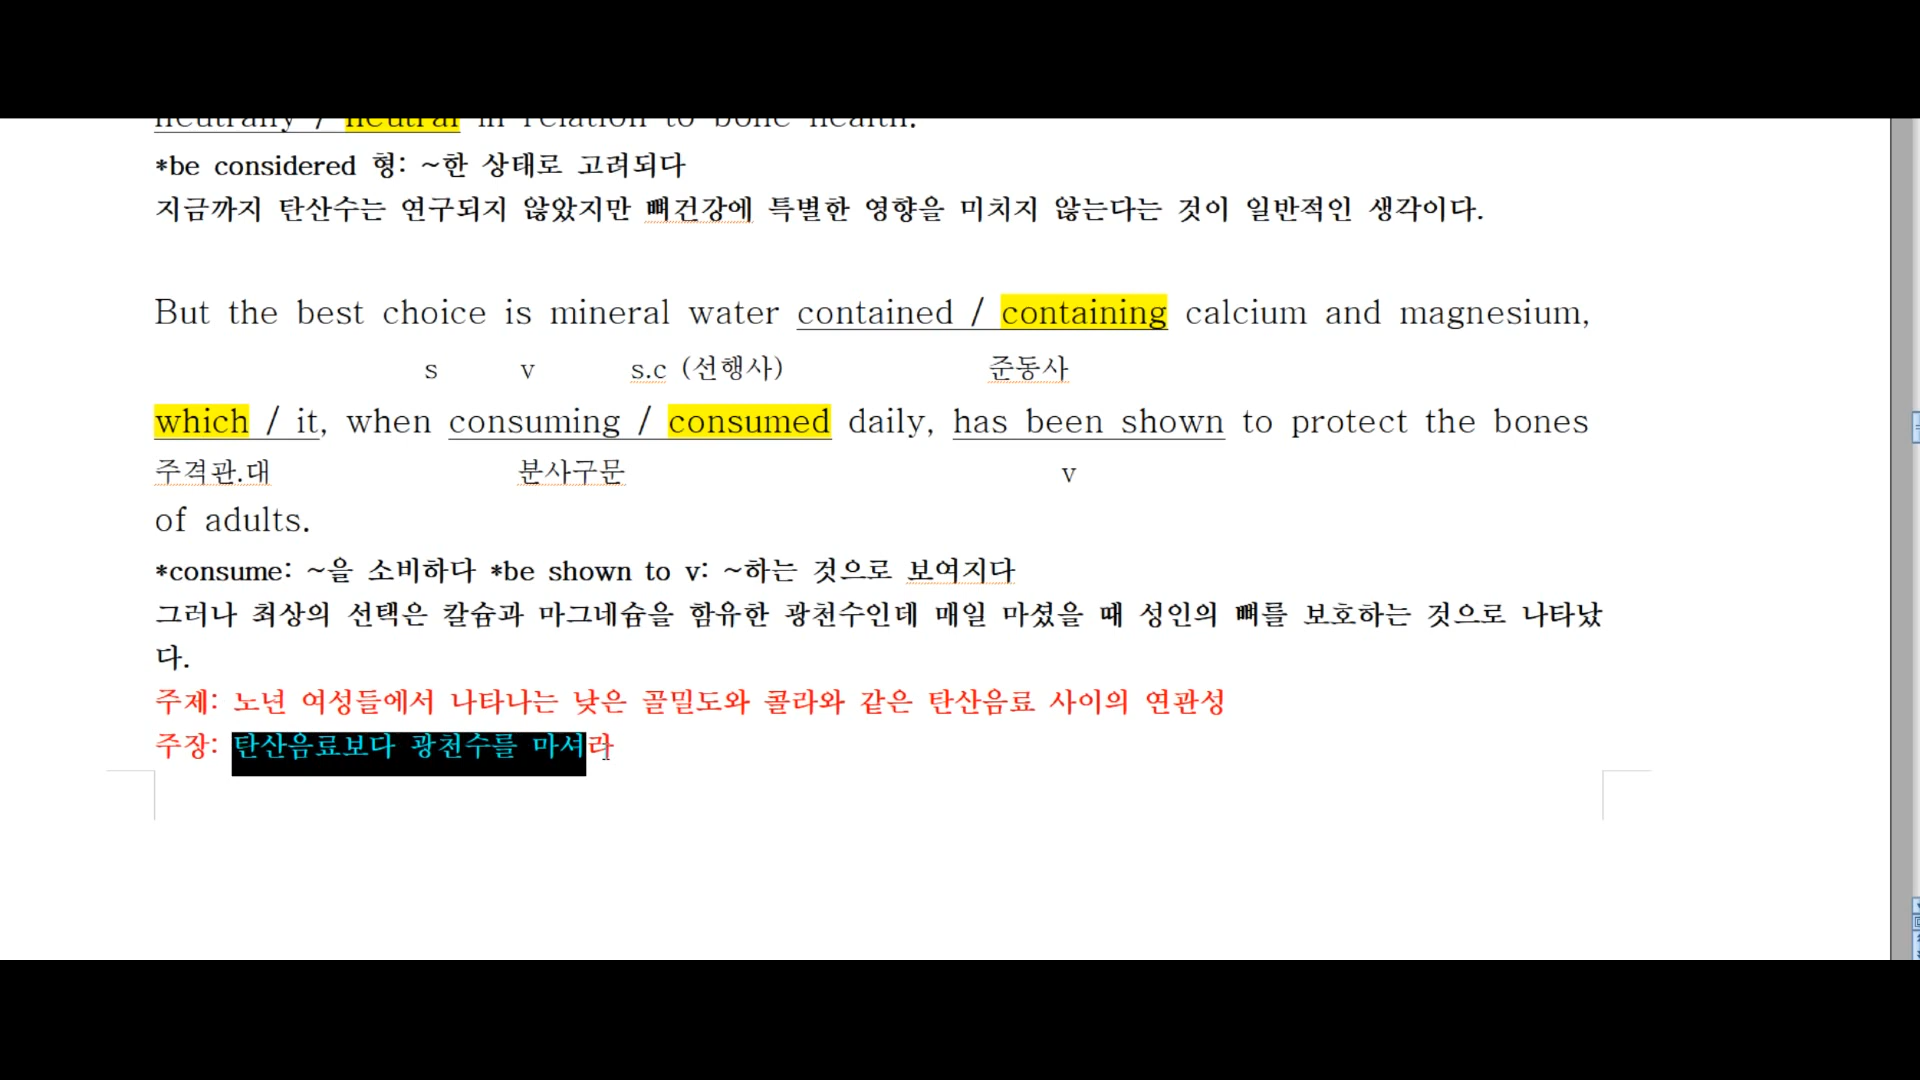 neutrally / neutral in relation to bone health.
*be considered 형: ~한 상태로 고려되다
지금까지 탄산수는 연구되지 않았지만 뼈건강에 특별한 영향을 미치지 않는다는 것이 일반적인 생각이다.
But the best choice is mineral water contained / containing calcium and magnesium,
s v s.c (선행사) 준동사
which / it, when consuming / consumed daily, has been shown to protect the bones
주격관.대 분사구문 v
of adults.
*consume: ~을 소비하다 *be shown to v: ~하는 것으로 보여지다
그러나 최상의 선택은 칼슘과 마그네슘을 함유한 광천수인데 매일 마셨을 때 성인의 뼈를 보호하는 것으로 나타났
다.
주제: 노년 여성들에서 나타나는 낮은 골밀도와 콜라와 같은 탄산음료 사이의 연관성
주장: 탄산음료보다 광천수를 마셔라